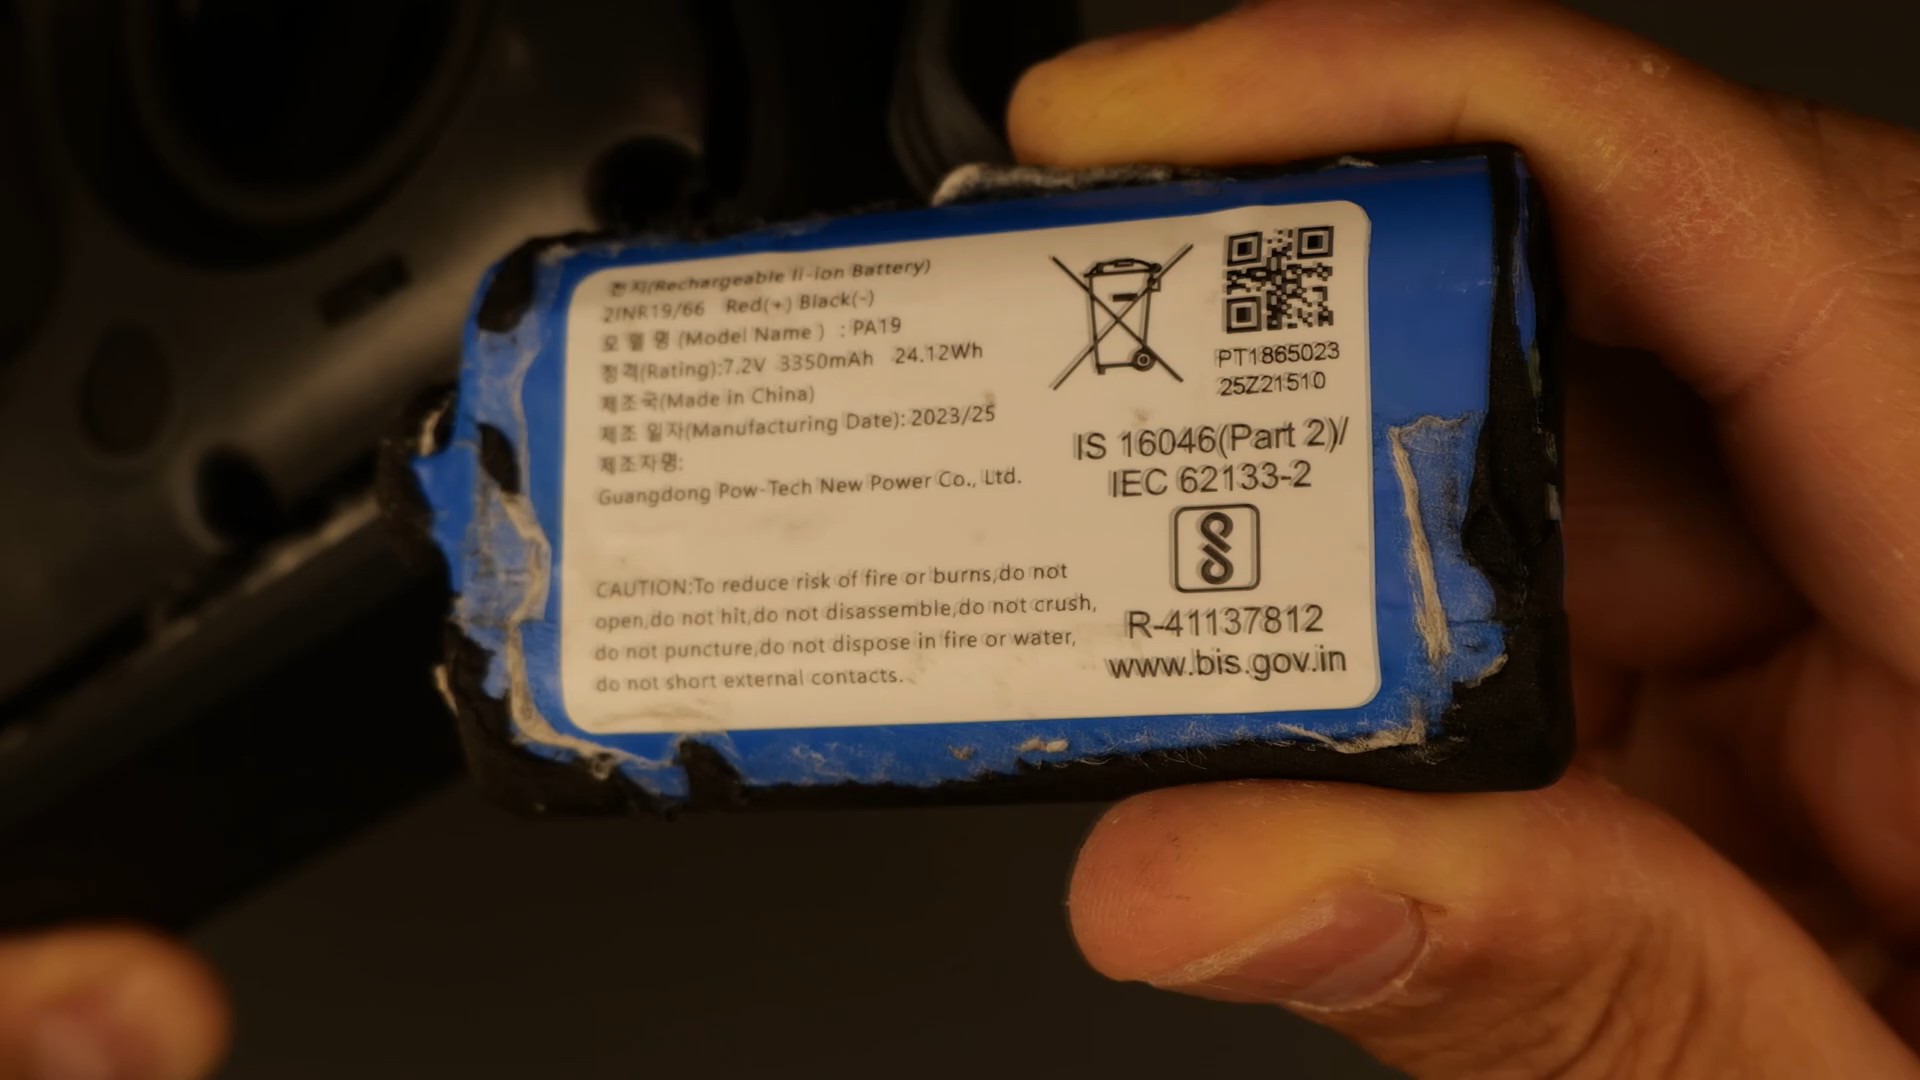 전지(Rechargeable li-ion Battery)
2INR19/66 Red(+) Black(-)
모 델 명 (Model Name ) : PA19
정격(Rating):7.2V 3350mAh 24.12Wh
제조국(Made in China)
제조 일자(Manufacturing Date): 2023/25
제조자명:
Guangdong Pow-Tech New Power Co., Ltd.
CAUTION:To reduce risk of fire or burns,do not
open,do not hit,do not disassemble,do not crush,
do not puncture,do not dispose in fire or water,
do not short external contacts.
PT1865023
25Z21510
IS 16046(Part 2)/
IEC 62133-2
R-41137812
www.bis.gov.in